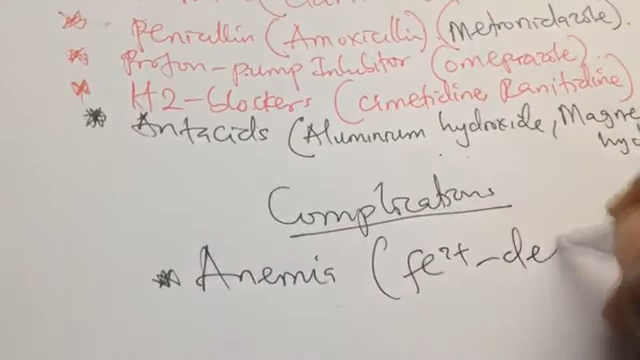 Penicillin (Amoxicillin) (Metronidazole).
Proton-pump Inhibitor (omeprazole)
H2-blockers (cimetidine, Ranitidine)
Antacids (Aluminium hydroxide, Magne
hyd
Complications
Anemia (fe2+-de